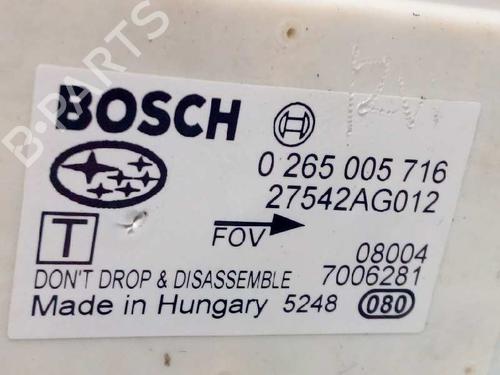 B-PARTS
BOSCH
0 265 005 716
27542AG012
T
FOV
08004
DON'T DROP & DISASSEMBLE 7006281
Made in Hungary 5248 080